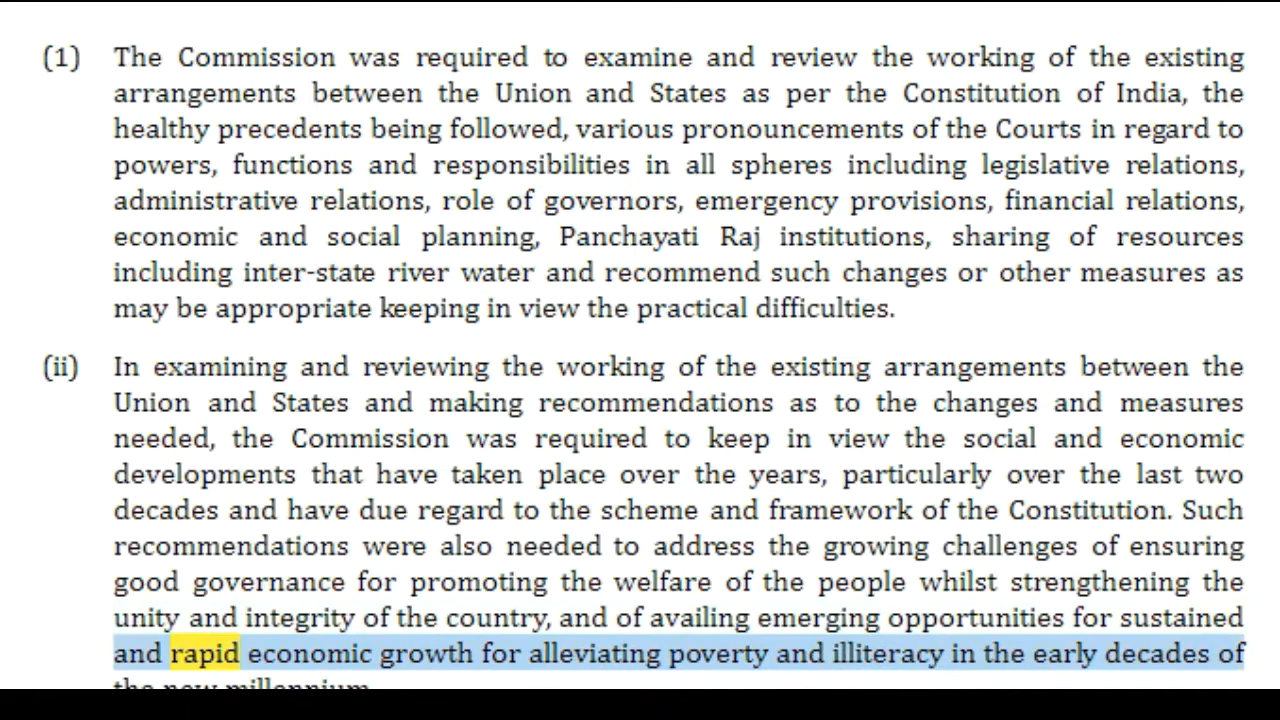 (1) The Commission was required to examine and review the working of the existing
arrangements between the Union and States as per the Constitution of India, the
healthy precedents being followed, various pronouncements of the Courts in regard to
powers, functions and responsibilities in all spheres including legislative relations,
administrative relations, role of governors, emergency provisions, financial relations,
economic and social planning, Panchayati Raj institutions, sharing of resources
including inter-state river water and recommend such changes or other measures as
may be appropriate keeping in view the practical difficulties.
(ii) In examining and reviewing the working of the existing arrangements between the
Union and States and making recommendations as to the changes and measures
needed, the Commission was required to keep in view the social and economic
developments that have taken place over the years, particularly over the last two
decades and have due regard to the scheme and framework of the Constitution. Such
recommendations were also needed to address the growing challenges of ensuring
good governance for promoting the welfare of the people whilst strengthening the
unity and integrity of the country, and of availing emerging opportunities for sustained
and rapid economic growth for alleviating poverty and illiteracy in the early decades of
the new millennium.